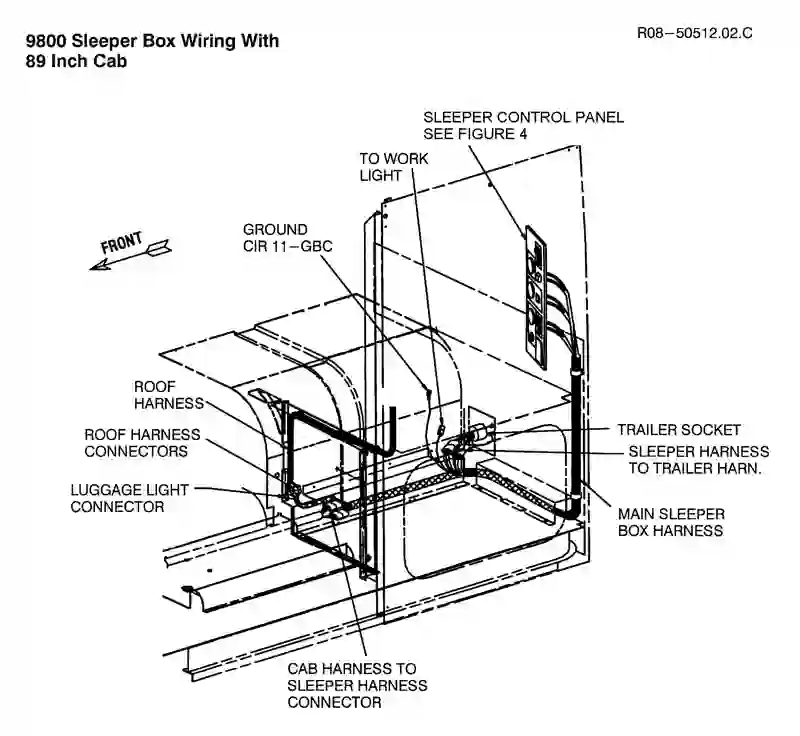 9800 Sleeper Box Wiring With
89 Inch Cab
R08-50512.02.C
SLEEPER CONTROL PANEL
SEE FIGURE 4
TO WORK
LIGHT
GROUND
CIR 11-GBC
FRONT
ROOF
HARNESS
ROOF HARNESS
CONNECTORS
LUGGAGE LIGHT
CONNECTOR
TRAILER SOCKET
SLEEPER HARNESS
TO TRAILER HARN.
MAIN SLEEPER
BOX HARNESS
CAB HARNESS TO
SLEEPER HARNESS
CONNECTOR